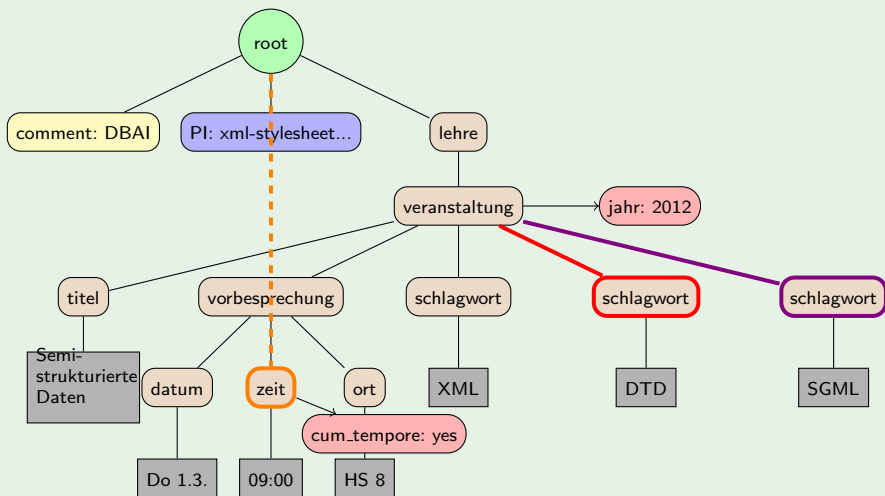 root
comment: DBAI
PI: xml-stylesheet...
lehre
veranstaltung
jahr: 2012
titel
vorbesprechung
schlagwort
schlagwort
schlagwort
Semi-
strukturierte
Daten
datum
zeit
ort
XML
DTD
SGML
cum_tempore: yes
Do 1.3.
09:00
HS 8